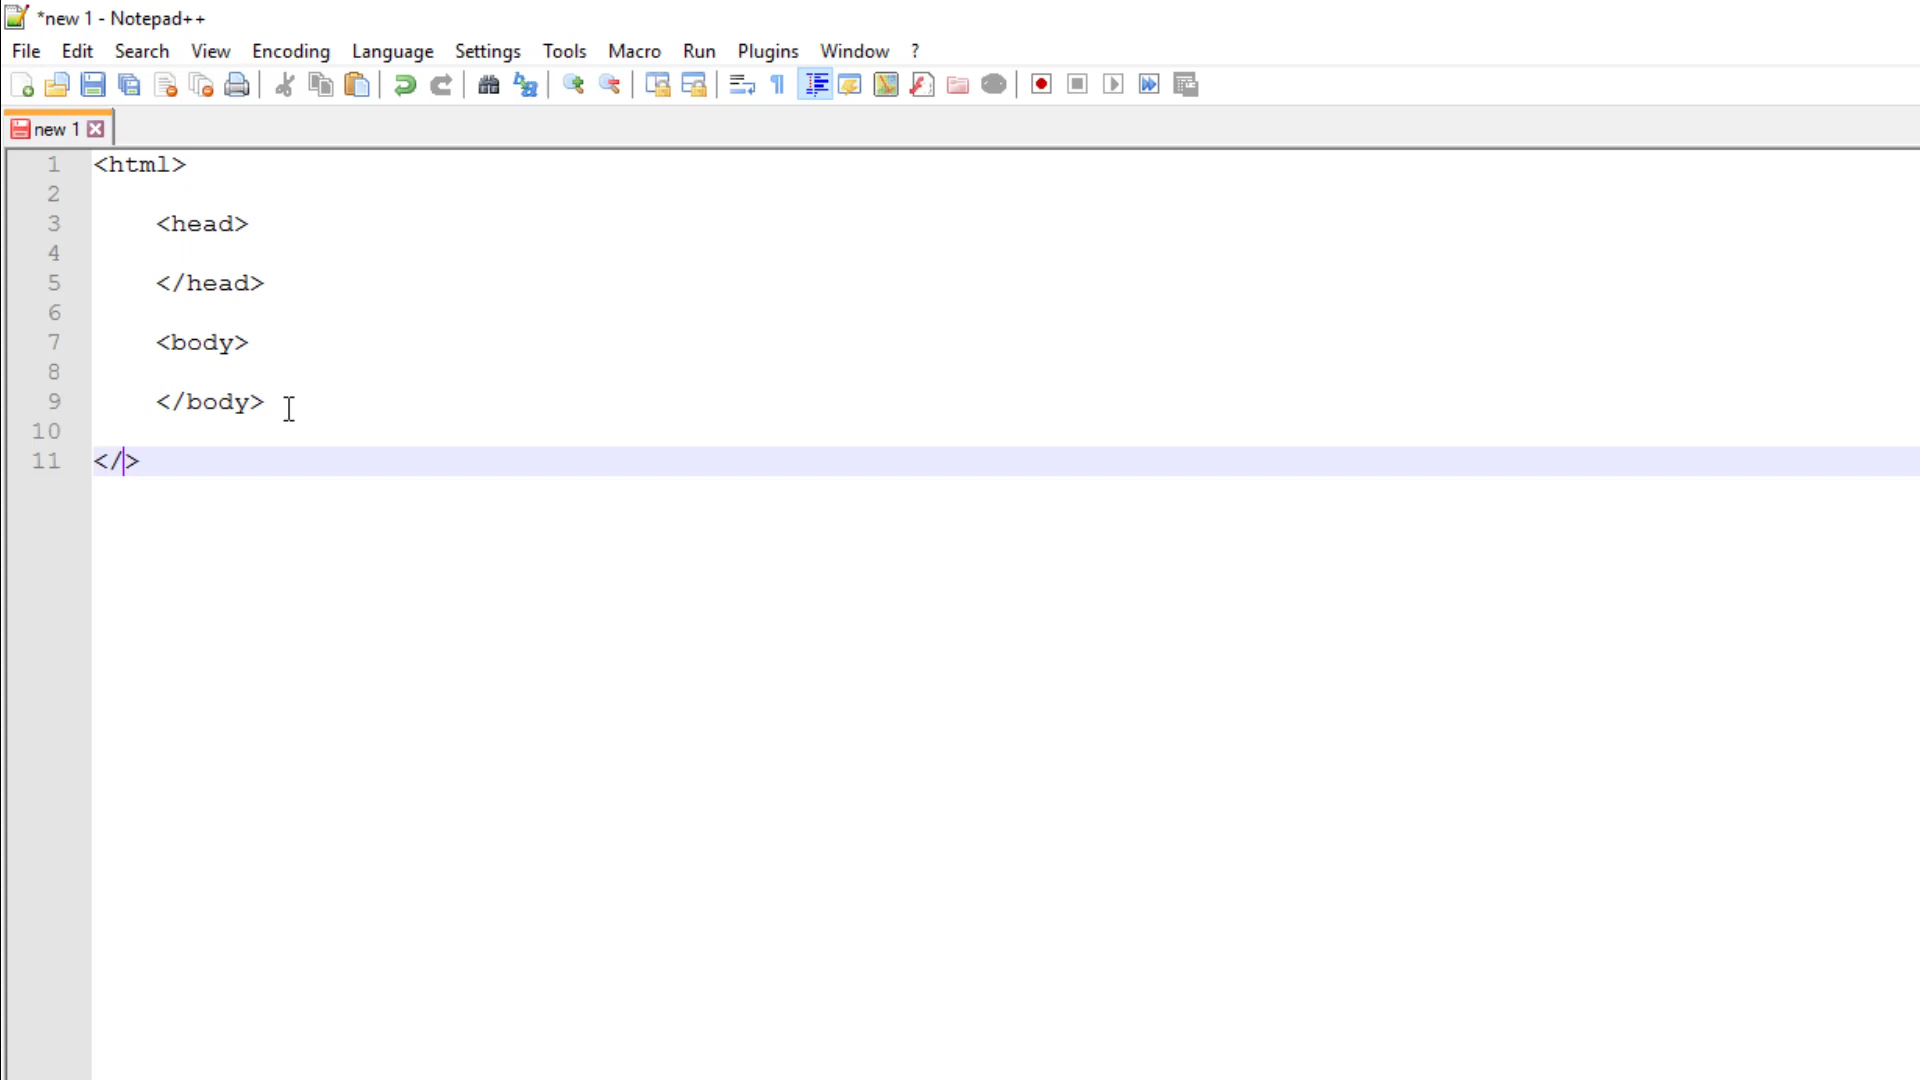 *new 1 - Notepad++
File Edit Search View Encoding Language Settings Tools Macro Run Plugins Window ?
new 1
1 <html>
2
3 <head>
4
5 </head>
6
7 <body>
8
9 </body>
10
11 </>